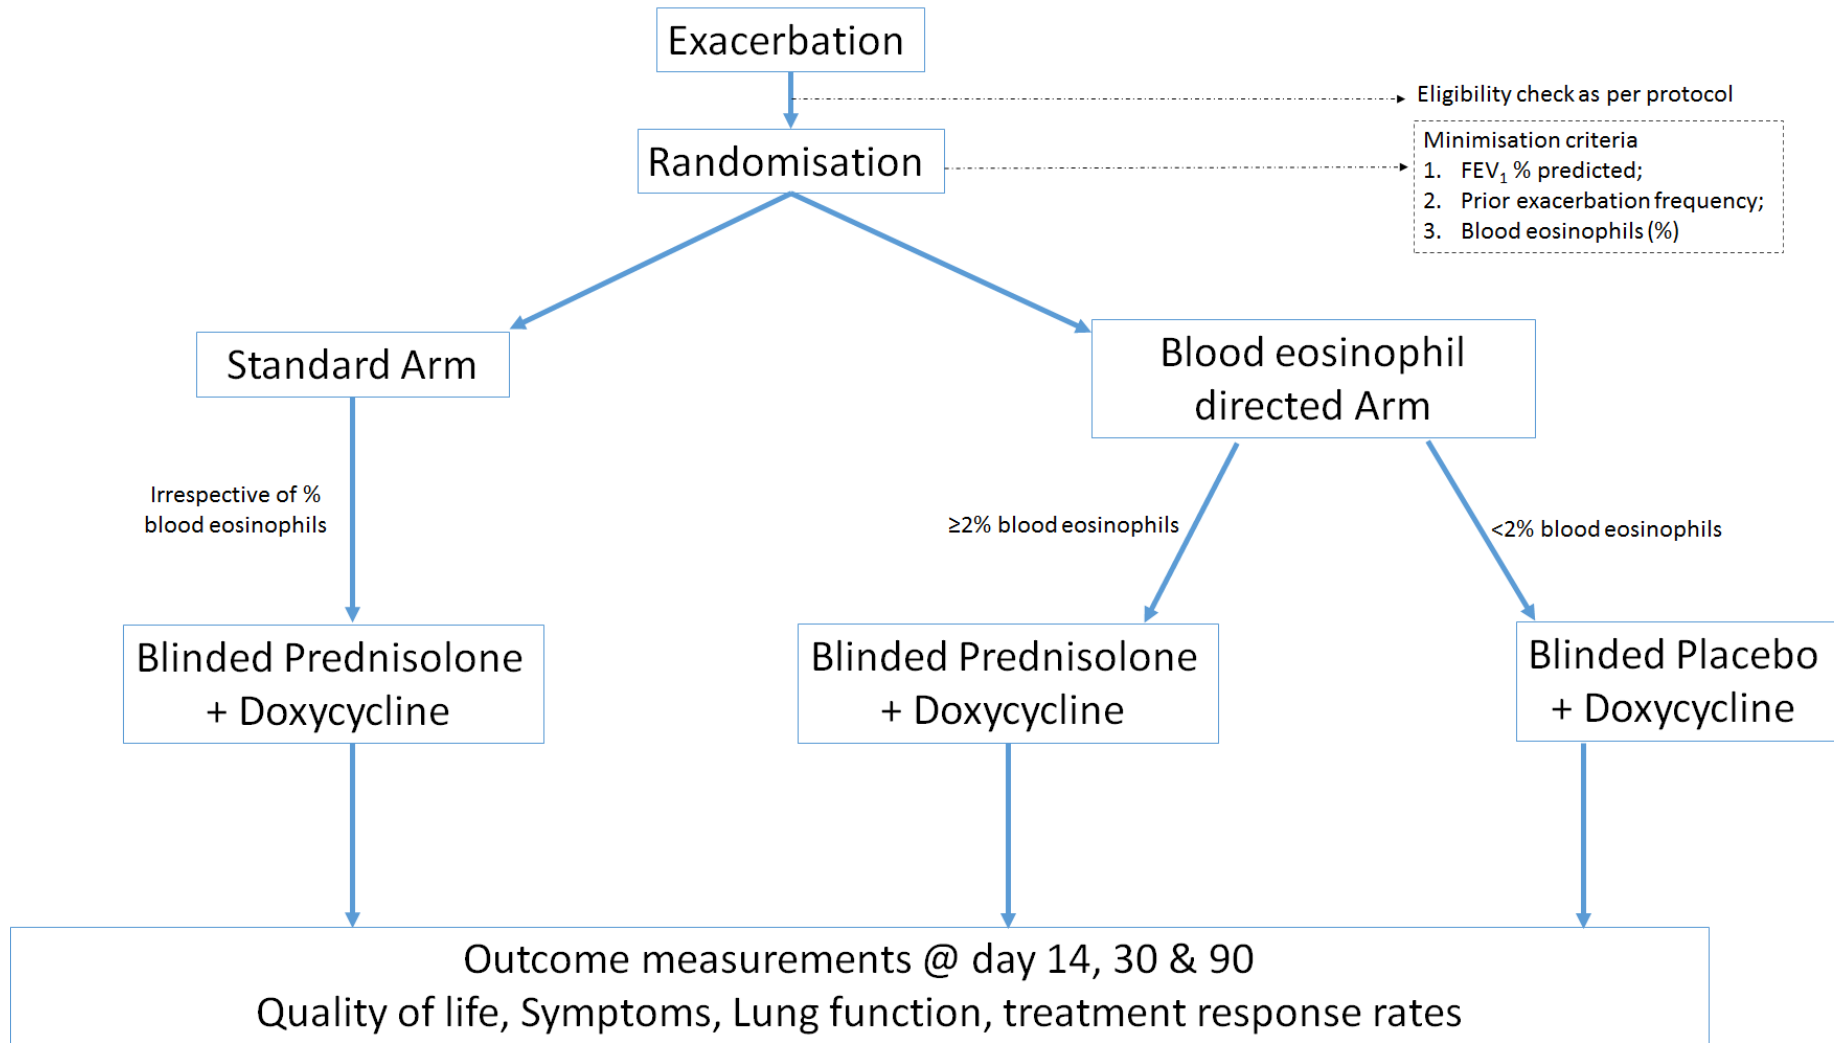 Exacerbation
Eligibility check as per protocol
Randomisation
Minimisation criteria
1. FEV₁ % predicted;
2. Prior exacerbation frequency;
3. Blood eosinophils (%)
Standard Arm
Blood eosinophil
directed Arm
Irrespective of %
blood eosinophils
≥2% blood eosinophils
<2% blood eosinophils
Blinded Prednisolone
+ Doxycycline
Blinded Prednisolone
+ Doxycycline
Blinded Placebo
+ Doxycycline
Outcome measurements @ day 14, 30 & 90
Quality of life, Symptoms, Lung function, treatment response rates